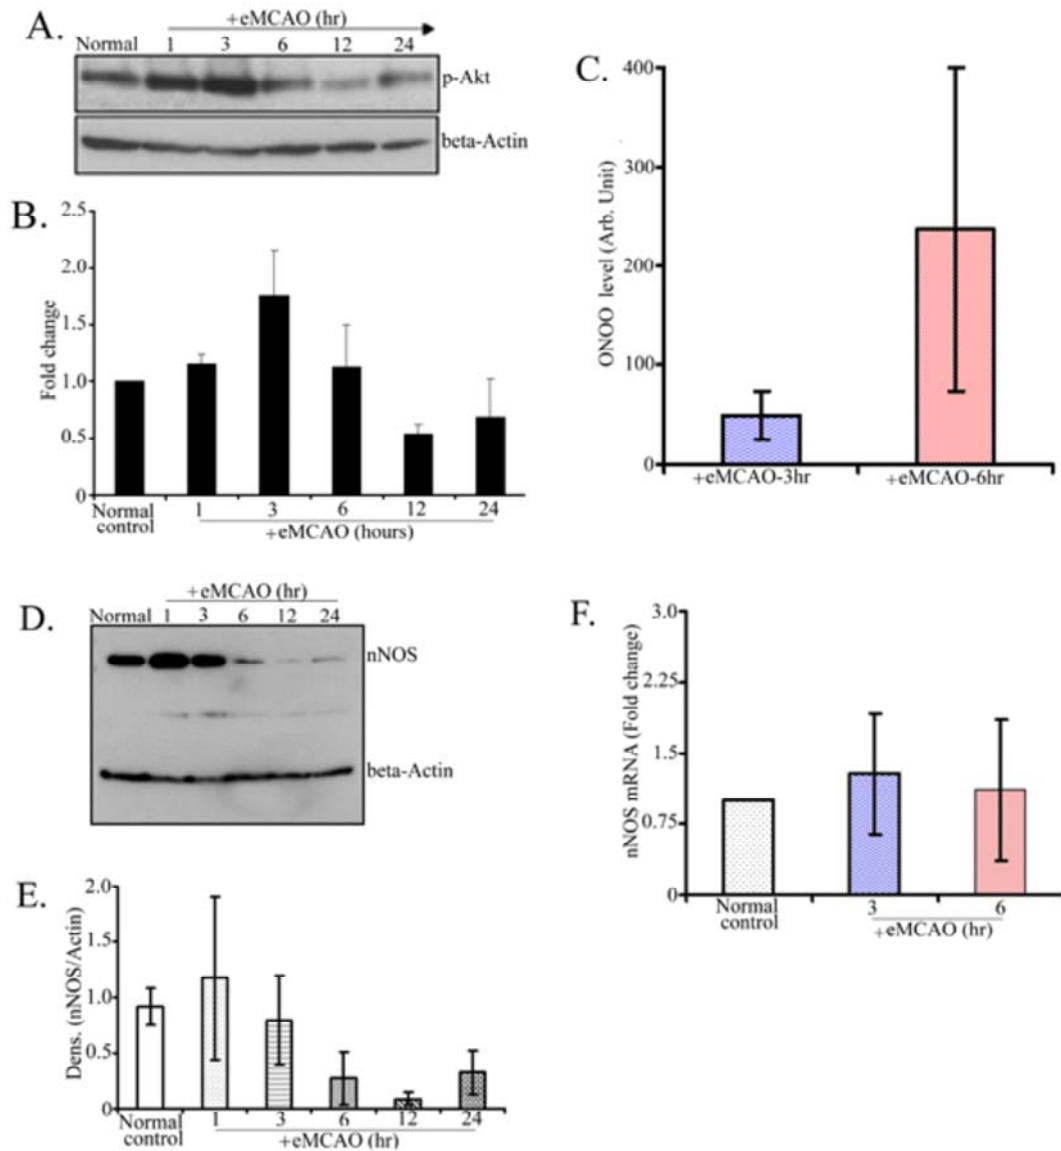 A.
+eMCAO (hr)
Normal 1 3 6 12 24
p-Akt
beta-Actin
B.
Fold change
2.5
2.0
1.5
1.0
0.5
0
Normal control 1 3 6 12 24
+eMCAO (hours)
C.
ONOO level (Arb. Unit)
400
300
200
100
0
+eMCAO-3hr +eMCAO-6hr
D.
+eMCAO (hr)
Normal 1 3 6 12 24
nNOS
beta-Actin
E.
Dens. (nNOS/Actin)
2.0
1.5
1.0
0.5
0
Normal control 1 3 6 12 24
+eMCAO (hr)
F.
nNOS mRNA (Fold change)
3.0
2.25
1.5
0.75
0
Normal control 3 6
+eMCAO (hr)